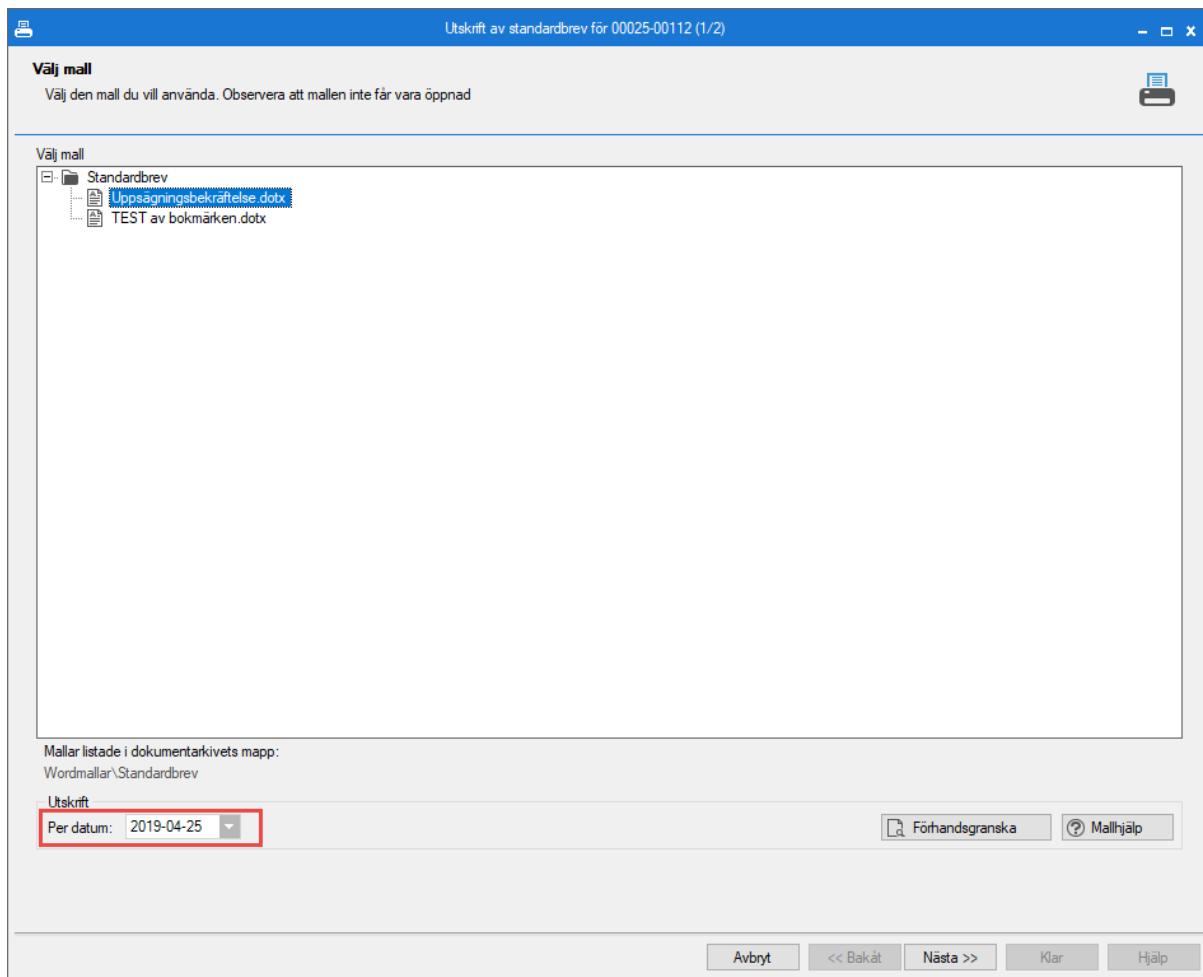 Utskrift av standardbrev för 00025-00112 (1/2)
Välj mall
Välj den mall du vill använda. Observera att mallen inte får vara öppnad
Välj mall
Standardbrev
Uppsägningsbekräftelse.dotx
TEST av bokmärken.dotx
Mallar listade i dokumentarkivets mapp:
Wordmallar\Standardbrev
Utskrift
Per datum: 2019-04-25 Förhandsgranska Mallhjälp
Avbryt << Bakåt Nästa >> Klar Hjälp